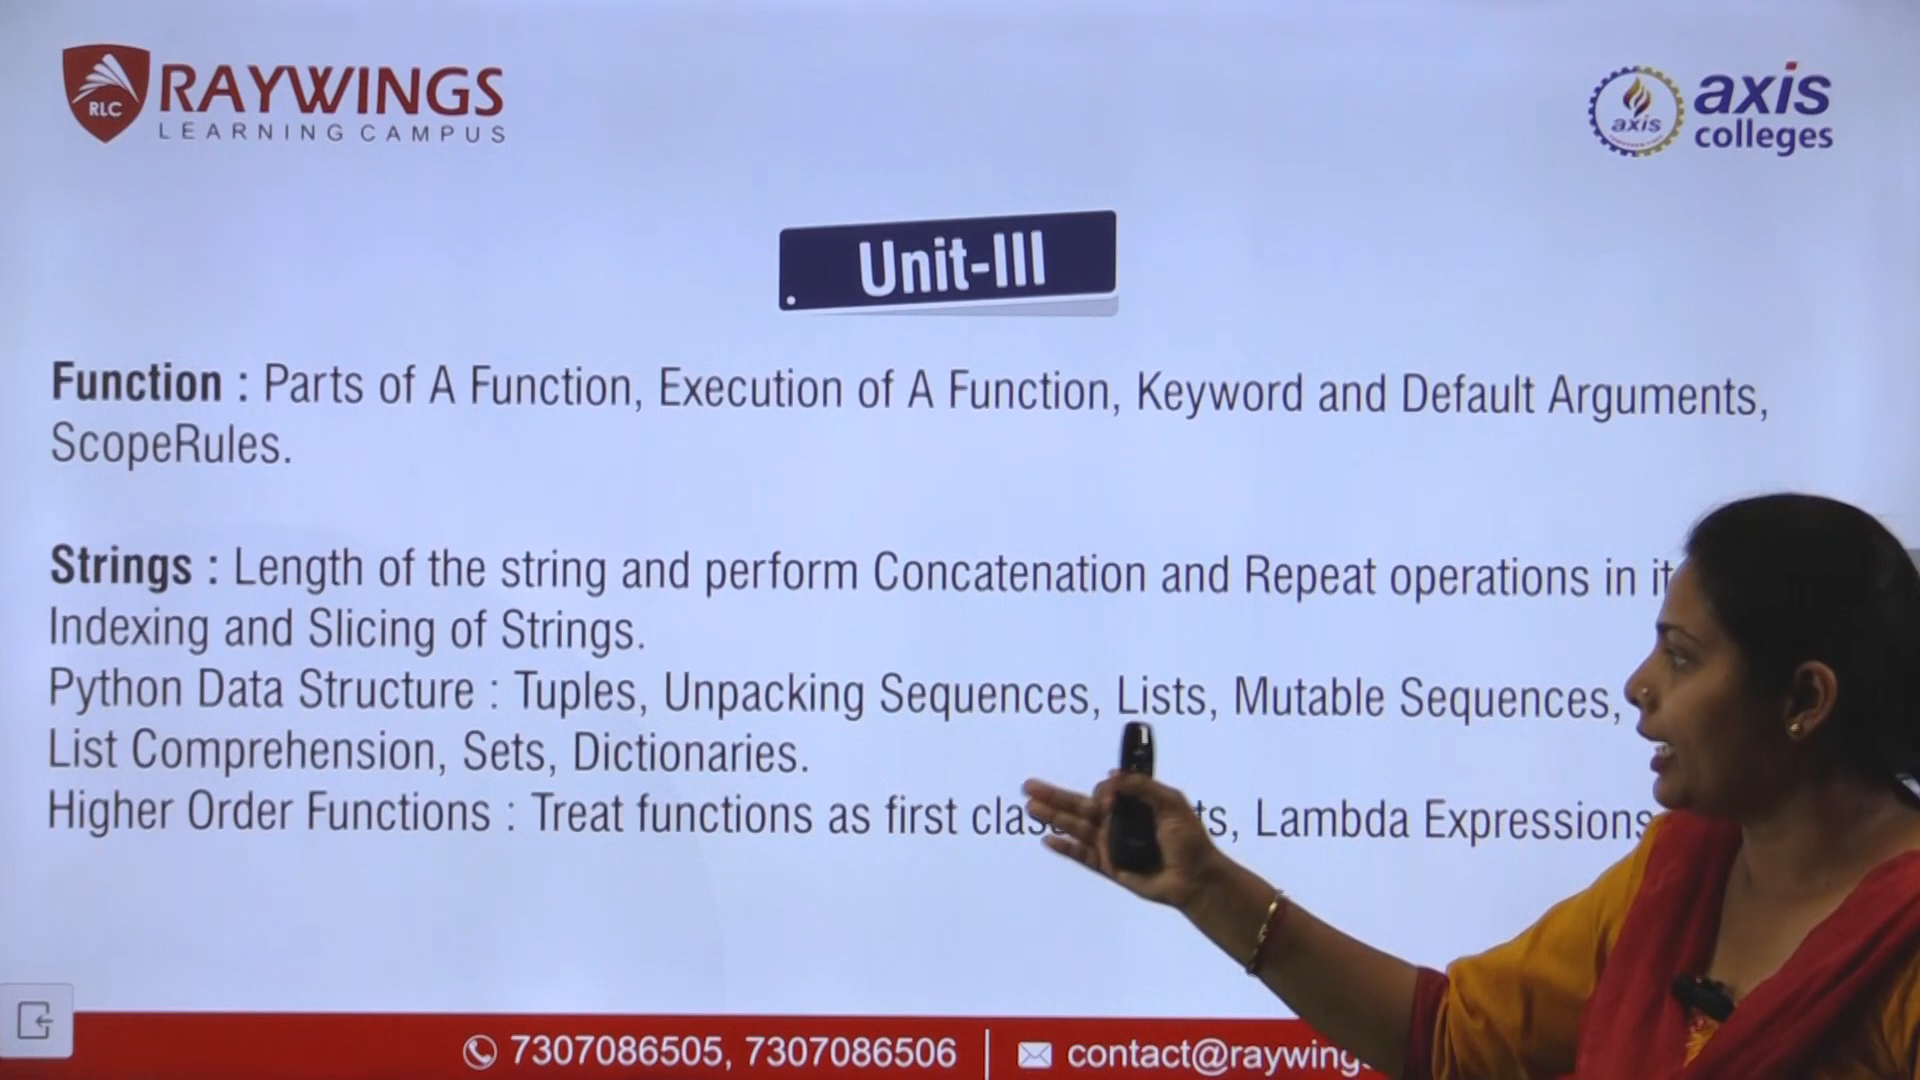 RLC
RAYWINGS
LEARNING CAMPUS
axis
axis
colleges
Unit-III
Function : Parts of A Function, Execution of A Function, Keyword and Default Arguments,
ScopeRules.
Strings : Length of the string and perform Concatenation and Repeat operations in it
Indexing and Slicing of Strings.
Python Data Structure : Tuples, Unpacking Sequences, Lists, Mutable Sequences,
List Comprehension, Sets, Dictionaries.
Higher Order Functions : Treat functions as first , Lambda Expressions
7307086505, 7307086506 | contact@raywing